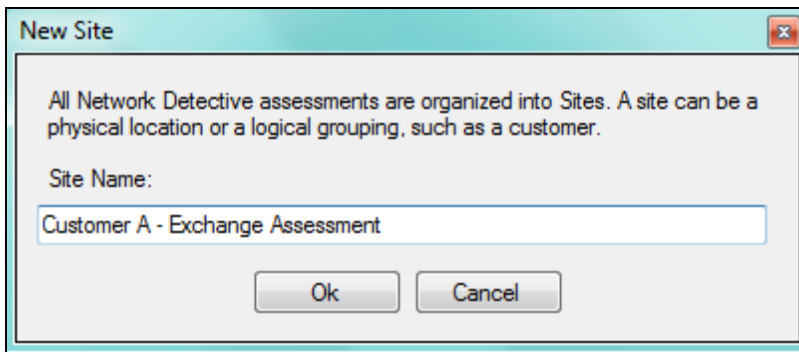 New Site
All Network Detective assessments are organized into Sites. A site can be a
physical location or a logical grouping, such as a customer.
Site Name:
Customer A - Exchange Assessment
Ok
Cancel